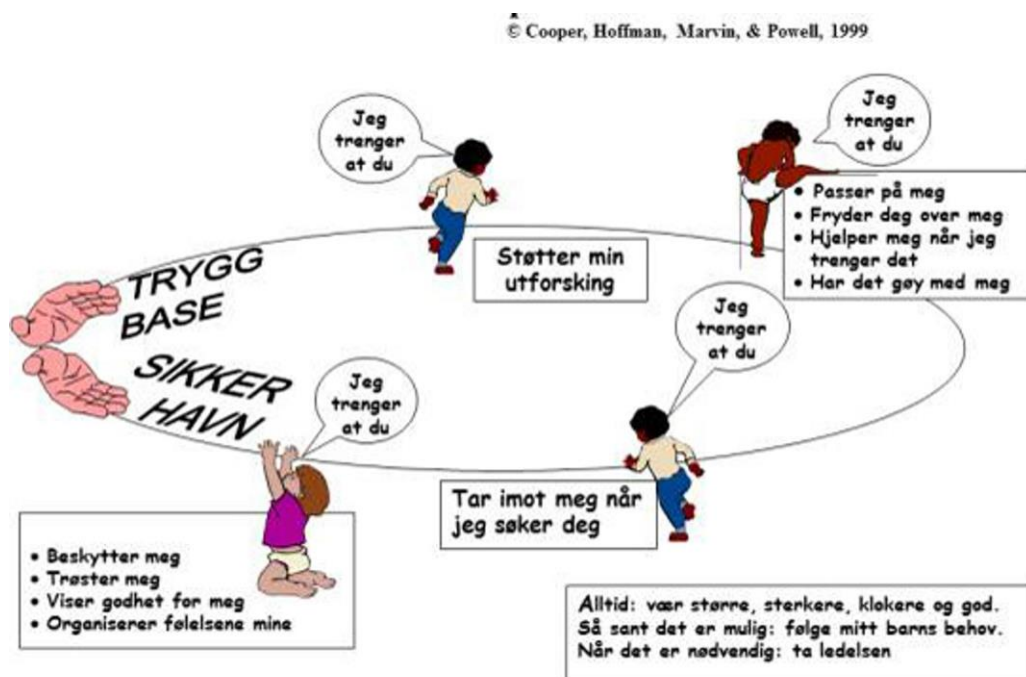 © Cooper, Hoffman, Marvin, & Powell, 1999
Jeg
trenger
at du
Støtter min
utforsking
Jeg
trenger
at du
• Passer på meg
• Fryder deg over meg
• Hjelper meg når jeg
trenger det
• Har det gøy med meg
TRYGG
BASE
SIKKER
HAVN
Jeg
trenger
at du
Tar imot meg når
jeg søker deg
Jeg
trenger
at du
• Beskytter meg
• Trøster meg
• Viser godhet for meg
• Organiserer følelsene mine
Alltid: vær større, sterkere, klokere og god.
Så sant det er mulig: følge mitt barns behov.
Når det er nødvendig: ta ledelsen